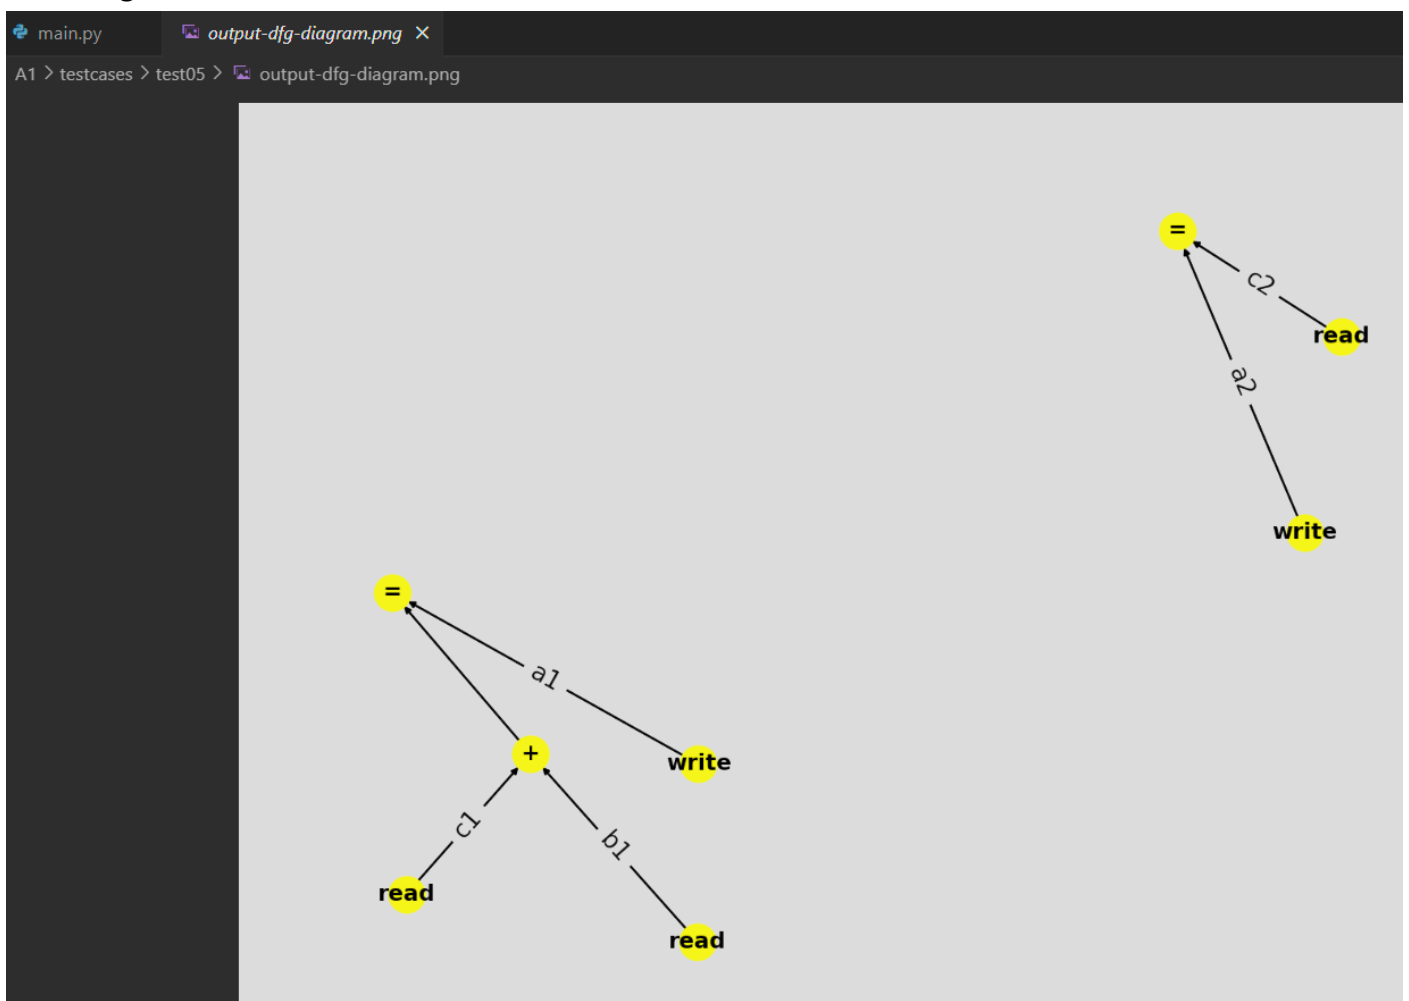 main.py output-dfg-diagram.png
A1 > testcases > test05 > output-dfg-diagram.png
=
c2
read
a2
write
=
a1
+
write
c1
b1
read
read